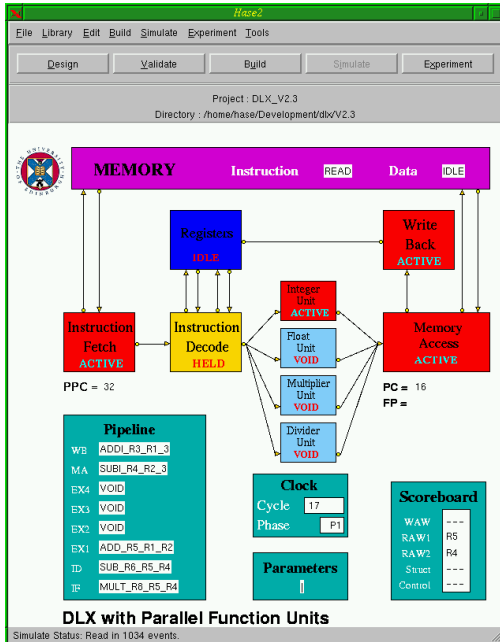 Hase2
File Library Edit Build Simulate Experiment Tools
Design Validate Build Simulate Experiment
Project : DLX_V2.3
Directory : /home/hase/Development/dlx/V2.3
THE UNIVERSITY OF EDINBURGH
MEMORY Instruction READ Data IDLE
Registers
IDLE
Write
Back
ACTIVE
Instruction
Fetch
ACTIVE
Instruction
Decode
HELD
Integer
Unit
ACTIVE
Float
Unit
VOID
Multiplier
Unit
VOID
Divider
Unit
VOID
Memory
Access
ACTIVE
PPC = 32
PC = 16
FP =
Pipeline
WB ADDI_R3_R1_3
MA SUBI_R4_R2_3
EX4 VOID
EX3 VOID
EX2 VOID
EX1 ADD_R5_R1_R2
ID SUB_R6_R5_R4
IF MULT_R8_R5_R4
Clock
Cycle 17
Phase P1
Parameters
Scoreboard
WAW ---
RAW1 R5
RAW2 R4
Struct ---
Control ---
DLX with Parallel Function Units
Simulate Status: Read in 1034 events.